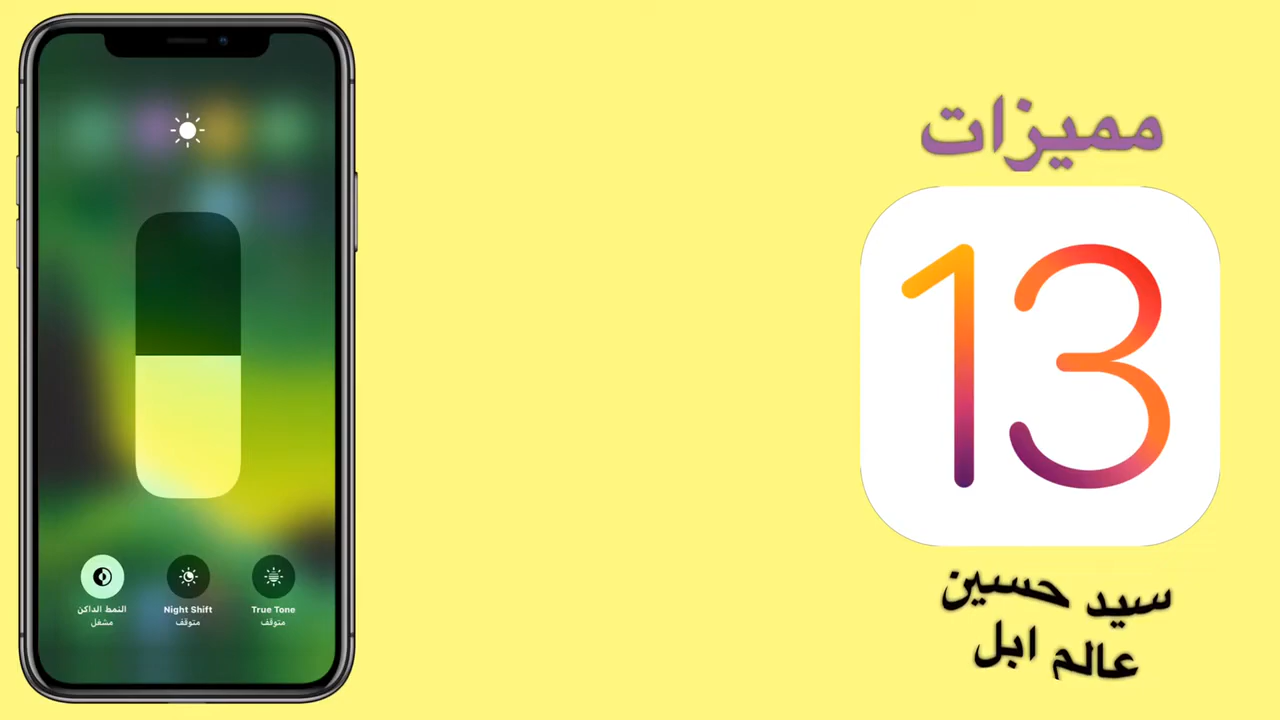 مميزات
13
سيد حسين
عالم ابل
النمط الداكن
مشغل
Night Shift
متوقف
True Tone
متوقف